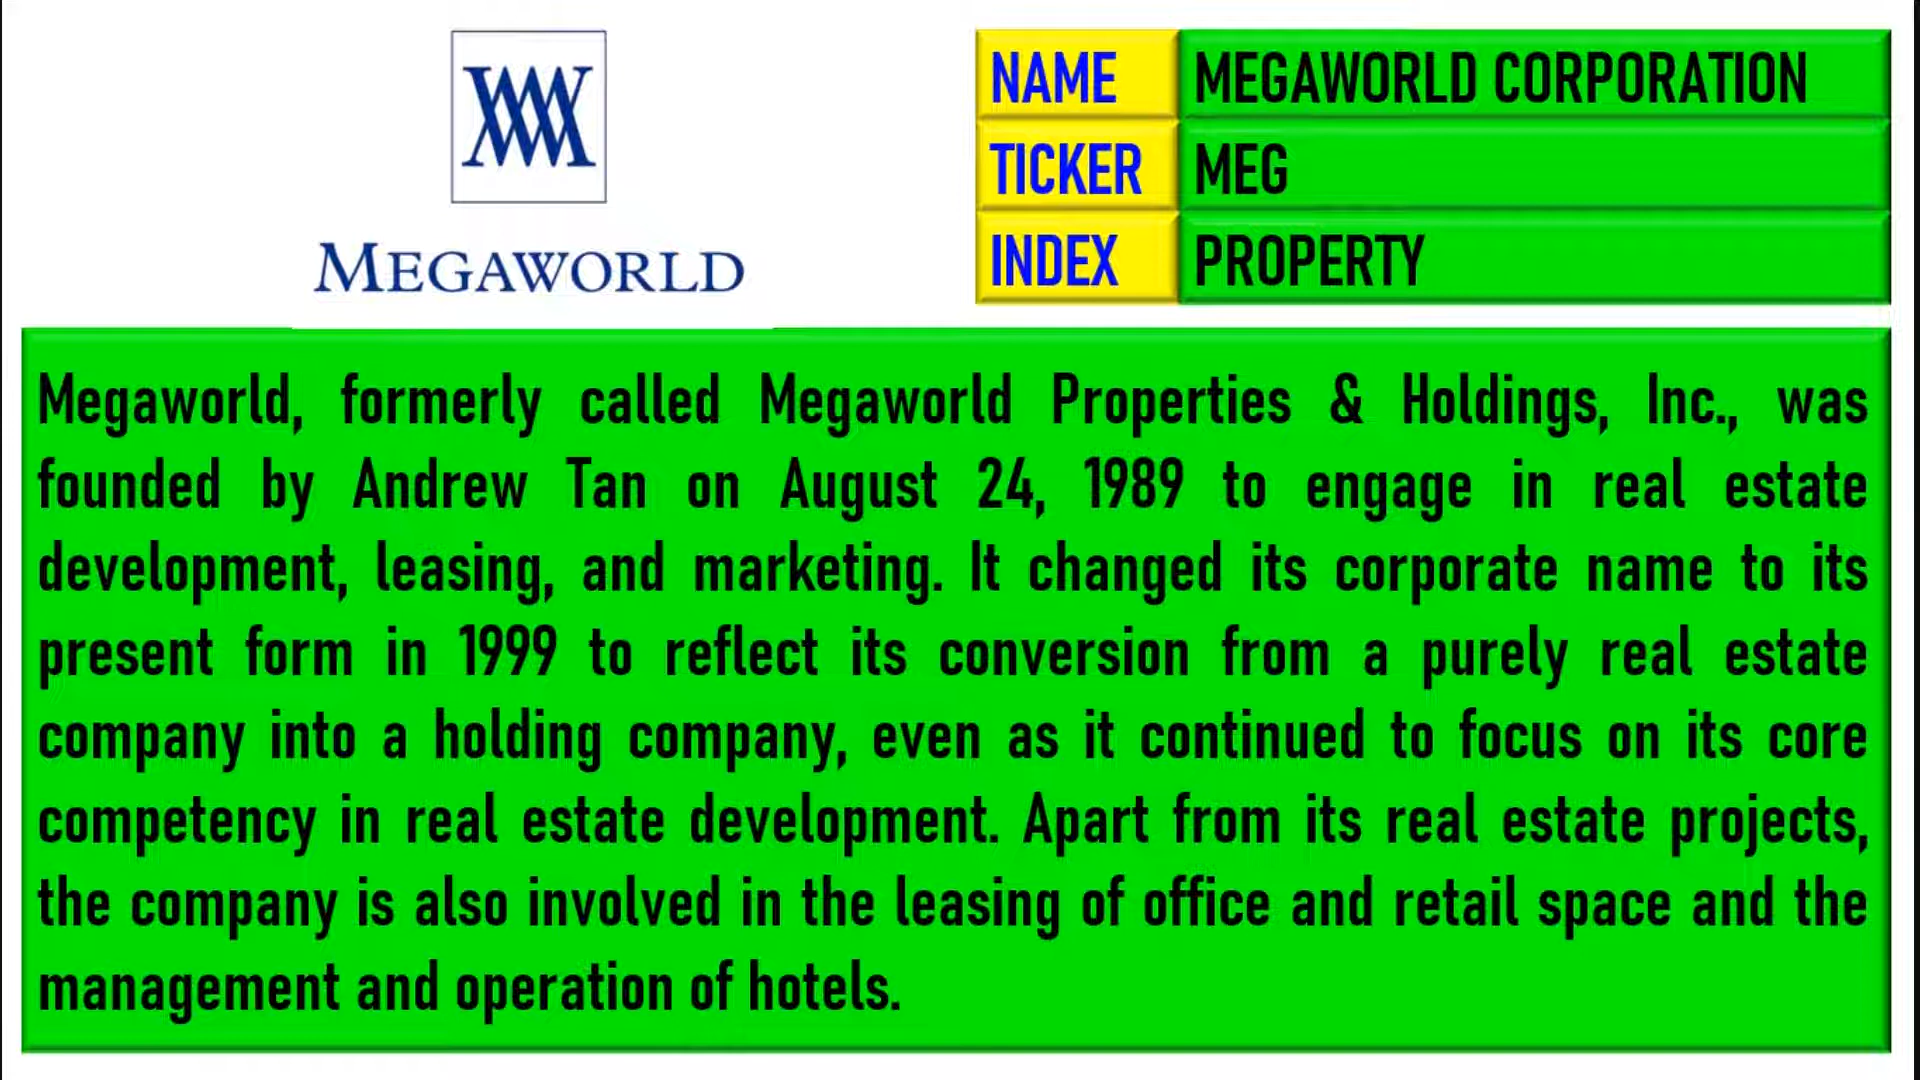 MEGAWORLD
NAME MEGAWORLD CORPORATION
TICKER MEG
INDEX PROPERTY
Megaworld, formerly called Megaworld Properties & Holdings, Inc., was
founded by Andrew Tan on August 24, 1989 to engage in real estate
development, leasing, and marketing. It changed its corporate name to its
present form in 1999 to reflect its conversion from a purely real estate
company into a holding company, even as it continued to focus on its core
competency in real estate development. Apart from its real estate projects,
the company is also involved in the leasing of office and retail space and the
management and operation of hotels.